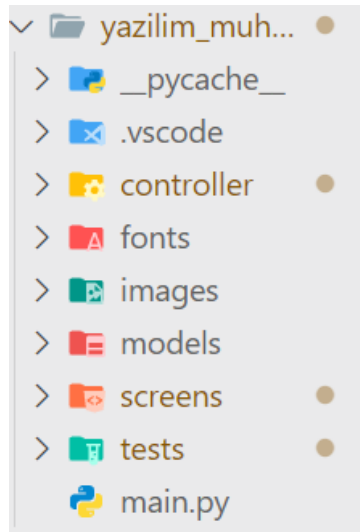 yazilim_muh...
__pycache__
.vscode
controller
fonts
images
models
screens
tests
main.py